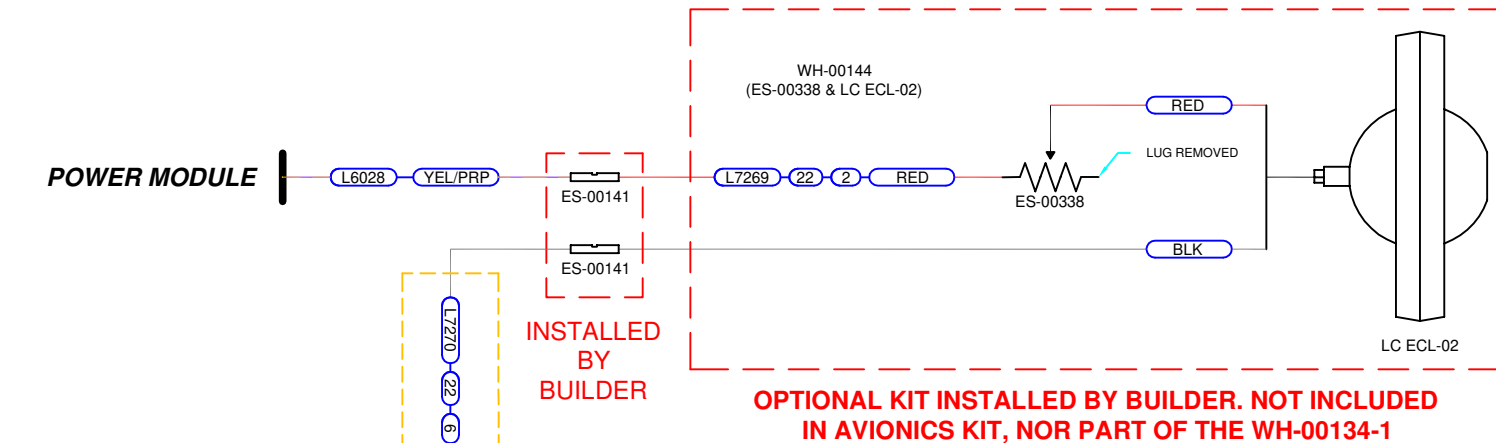 WH-00144
(ES-00338 & LC ECL-02)
RED
LUG REMOVED
POWER MODULE
L6028
YEL/PRP
ES-00141
L7269
22
2
RED
ES-00338
ES-00141
BLK
L7270
22
6
INSTALLED
BY
BUILDER
LC ECL-02
OPTIONAL KIT INSTALLED BY BUILDER. NOT INCLUDED
IN AVIONICS KIT, NOR PART OF THE WH-00134-1